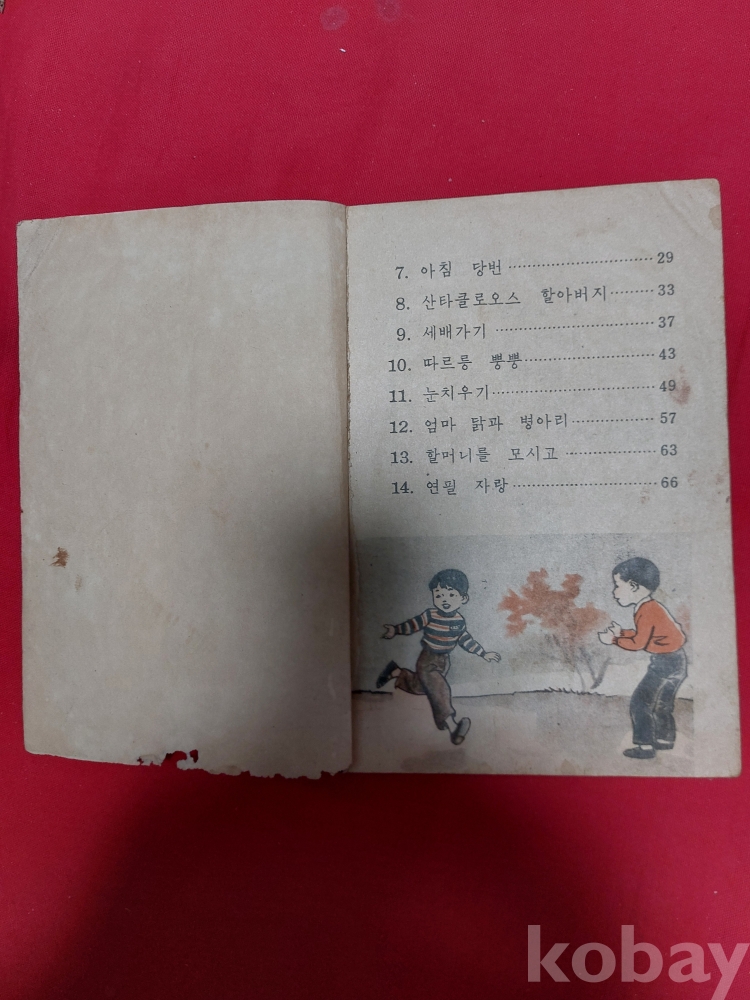 7. 아침 당번 ······························ 29
8. 산타클로오스 할아버지 ········· 33
9. 세배가기 ································· 37
10. 따르릉 뿡뿡 ··························· 43
11. 눈치우기 ································· 49
12. 엄마 닭과 병아리 ················· 57
13. 할머니를 모시고 ··················· 63
14. 연필 자랑 ······························ 66
kobay